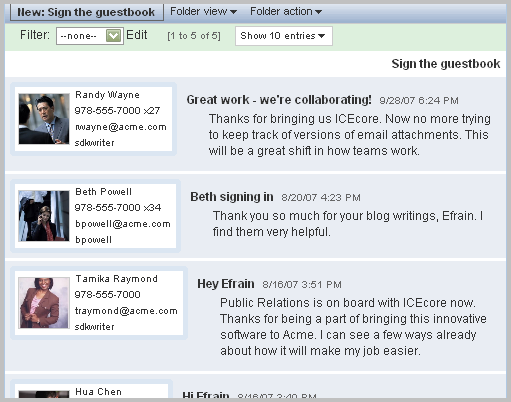 New: Sign the guestbook Folder view Folder action
Filter: --none-- Edit [1 to 5 of 5] Show 10 entries
Sign the guestbook
Randy Wayne
978-555-7000 x27
rwayne@acme.com
sdkwriter
Great work - we're collaborating! 9/28/07 6:24 PM
Thanks for bringing us ICEcore. Now no more trying
to keep track of versions of email attachments. This
will be a great shift in how teams work.
Beth Powell
978-555-7000 x34
bpowell@acme.com
bpowell
Beth signing in 8/20/07 4:23 PM
Thank you so much for your blog writings, Efrain. I
find them very helpful.
Tamika Raymond
978-555-7000
traymond@acme.com
sdkwriter
Hey Efrain 8/16/07 3:51 PM
Public Relations is on board with ICEcore now.
Thanks for being a part of bringing this innovative
software to Acme. I can see a few ways already
about how it will make my job easier.
Hua Chen
Hi Efrain 8/16/07 3:40 PM